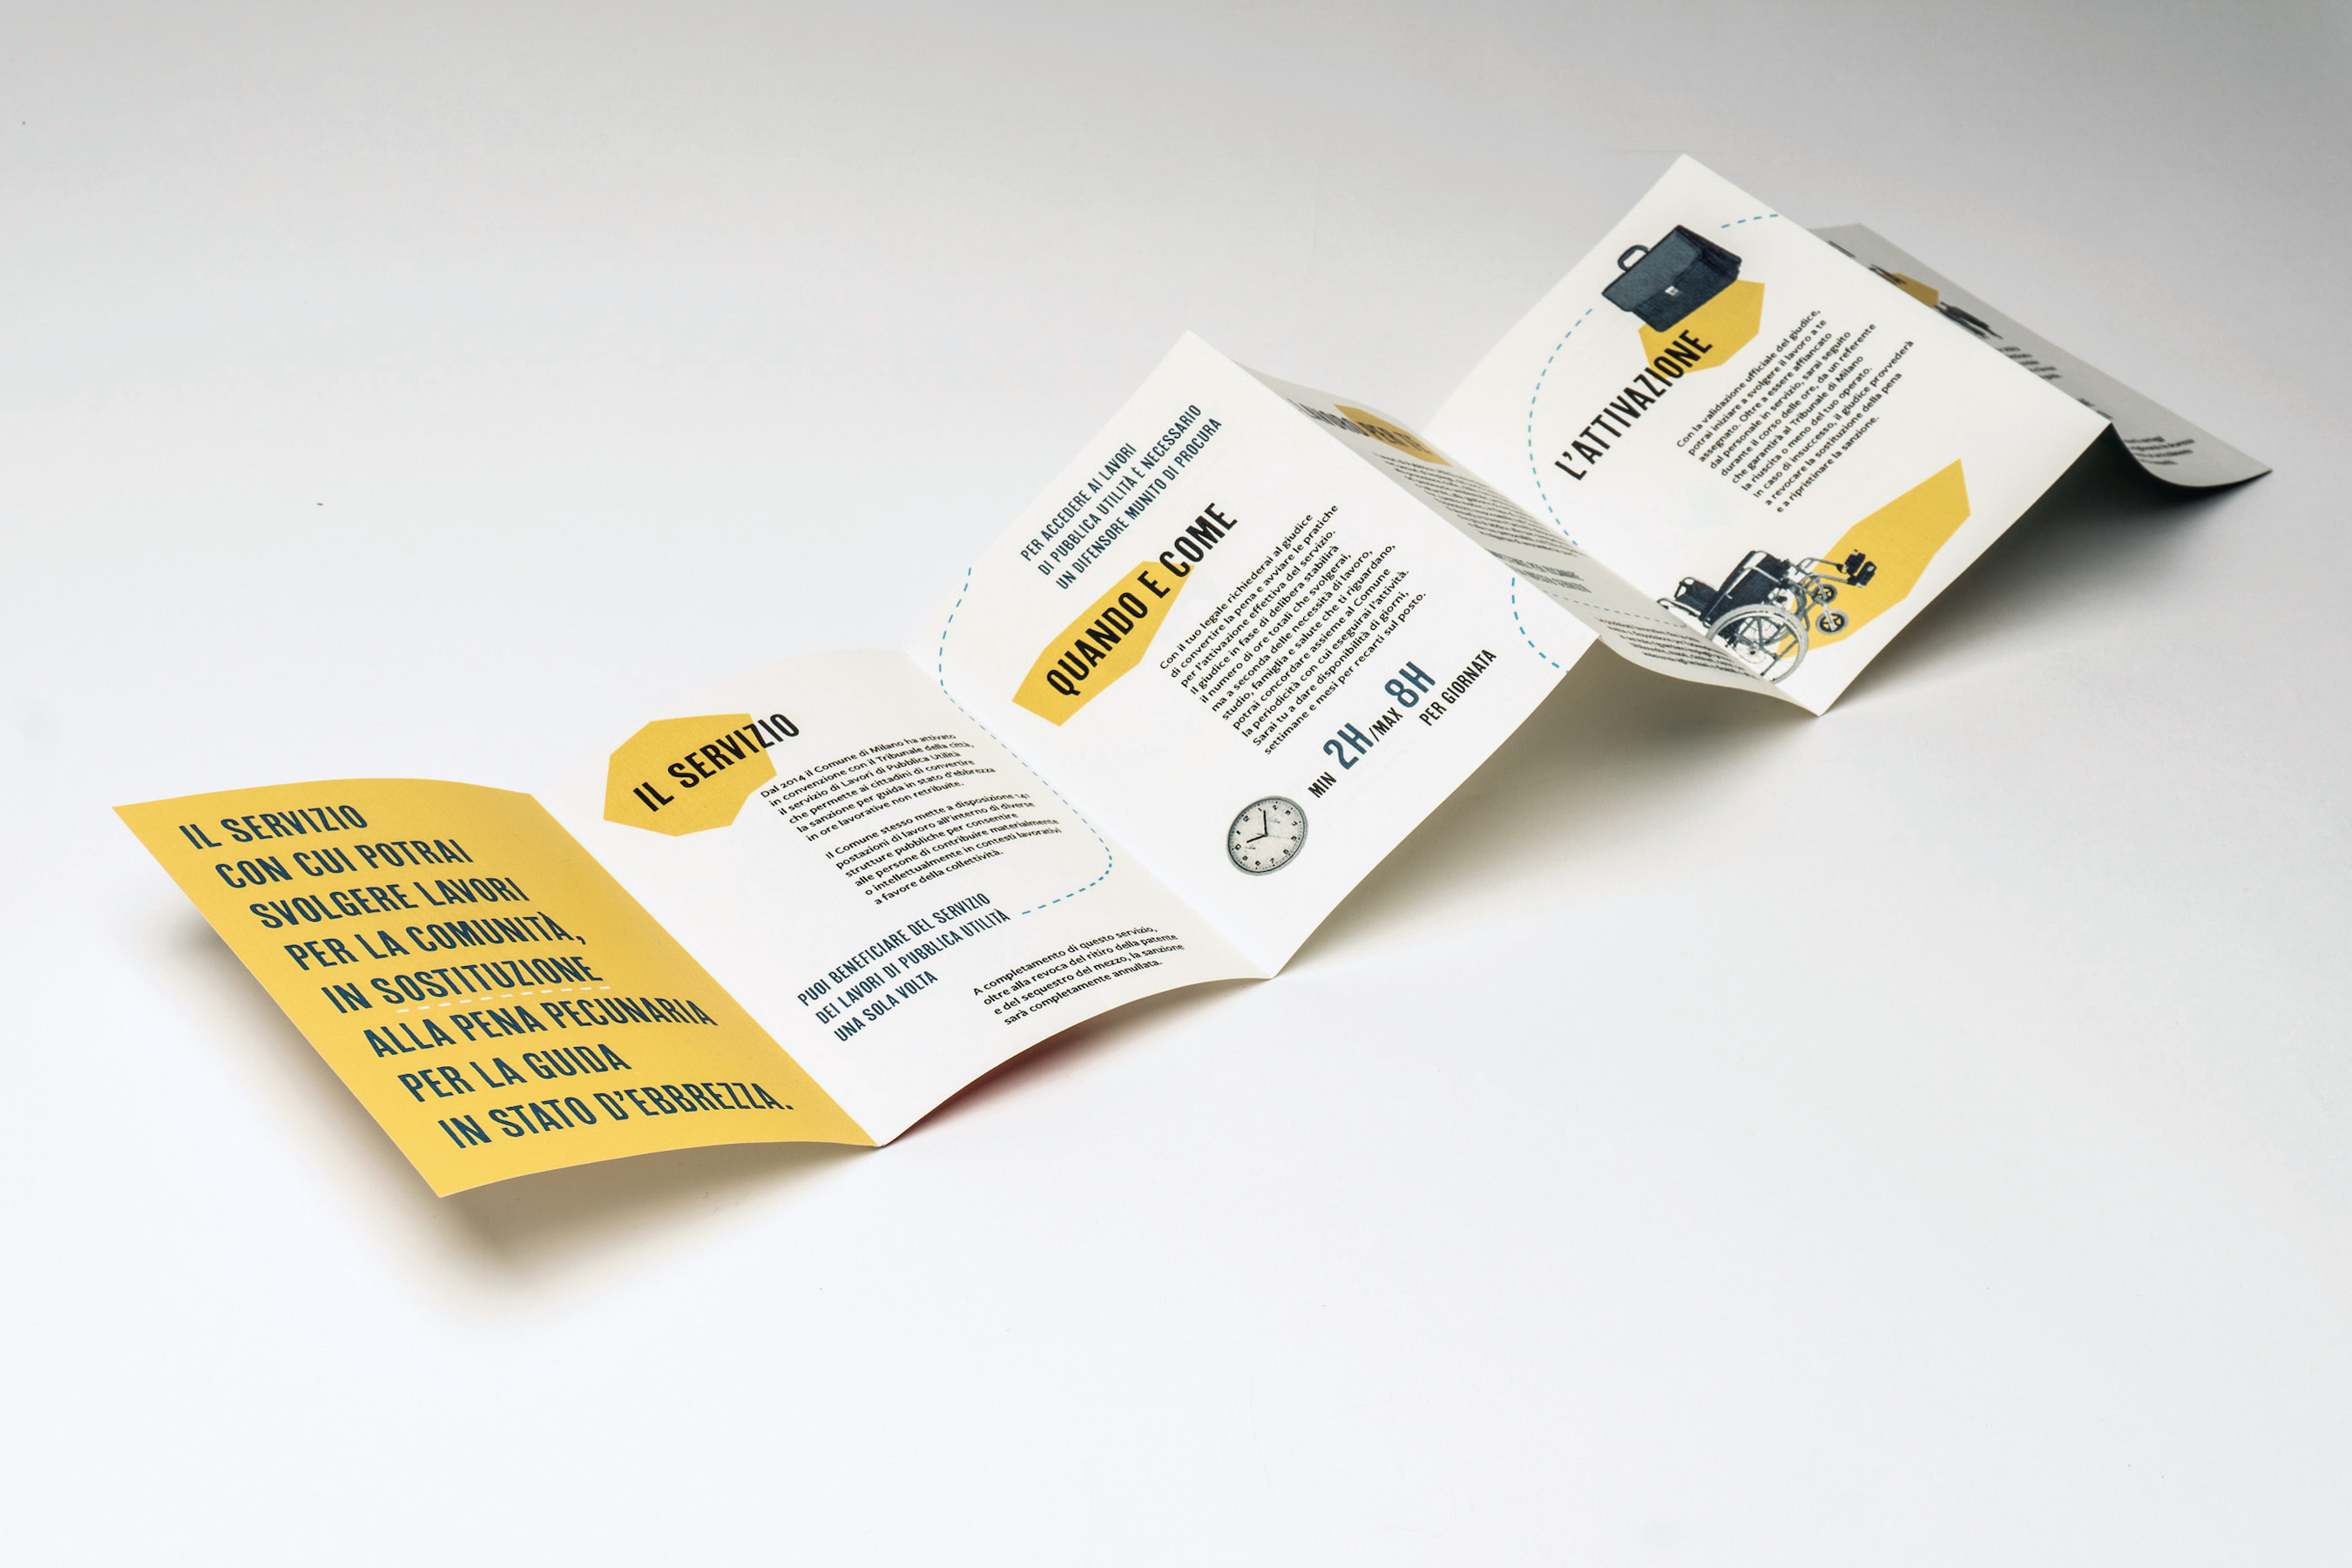 IL SERVIZIO
CON CUI POTRAI
SVOLGERE LAVORI
PER LA COMUNITÀ,
IN SOSTITUZIONE
ALLA PENA PECUNARIA
PER LA GUIDA
IN STATO D'EBBREZZA.
IL SERVIZIO
Dal 2014 il Comune di Milano ha attivato
in convenzione con il Tribunale della città,
il servizio di Lavori di Pubblica Utilità
che permette ai cittadini di convertire
la sanzione per guida in stato d'ebbrezza
in ore lavorative non retribuite.
Il Comune stesso mette a disposizione 141
postazioni di lavoro all'interno di diverse
strutture pubbliche per consentire
alle persone di contribuire materialmente
o intellettualmente in contesti lavorativi
a favore della collettività.
PUOI BENEFICIARE DEL SERVIZIO
DEI LAVORI DI PUBBLICA UTILITÀ
UNA SOLA VOLTA
A completamento di questo servizio,
oltre alla revoca del ritiro della patente
e del sequestro del mezzo, la sanzione
sarà completamente annullata.
PER ACCEDERE AI LAVORI
DI PUBBLICA UTILITÀ È NECESSARIO
UN DIFENSORE MUNITO DI PROCURA
QUANDO E COME
Con il tuo legale richiederai al giudice
di convertire la pena e avviare le pratiche
per l'attivazione effettiva del servizio.
Il giudice in fase di delibera stabilirà
il numero di ore totali che svolgerai,
ma a seconda delle necessità di lavoro,
studio, famiglia e salute che ti riguardano,
potrai concordare assieme al Comune
la periodicità con cui eseguirai l'attività.
Sarai tu a dare disponibilità di giorni,
settimane e mesi per recarti sul posto.
MIN 2H /MAX 8H
PER GIORNATA
L'ATTIVAZIONE
Con la validazione ufficiale del giudice,
potrai iniziare a svolgere il lavoro a te
assegnato. Oltre a essere affiancato
dal personale in servizio, sarai seguito
durante il corso delle ore, da un referente
che garantirà al Tribunale di Milano
la riuscita o meno del tuo operato.
In caso di insuccesso, il giudice provvederà
a revocare la sostituzione della pena
e a ripristinare la sanzione.